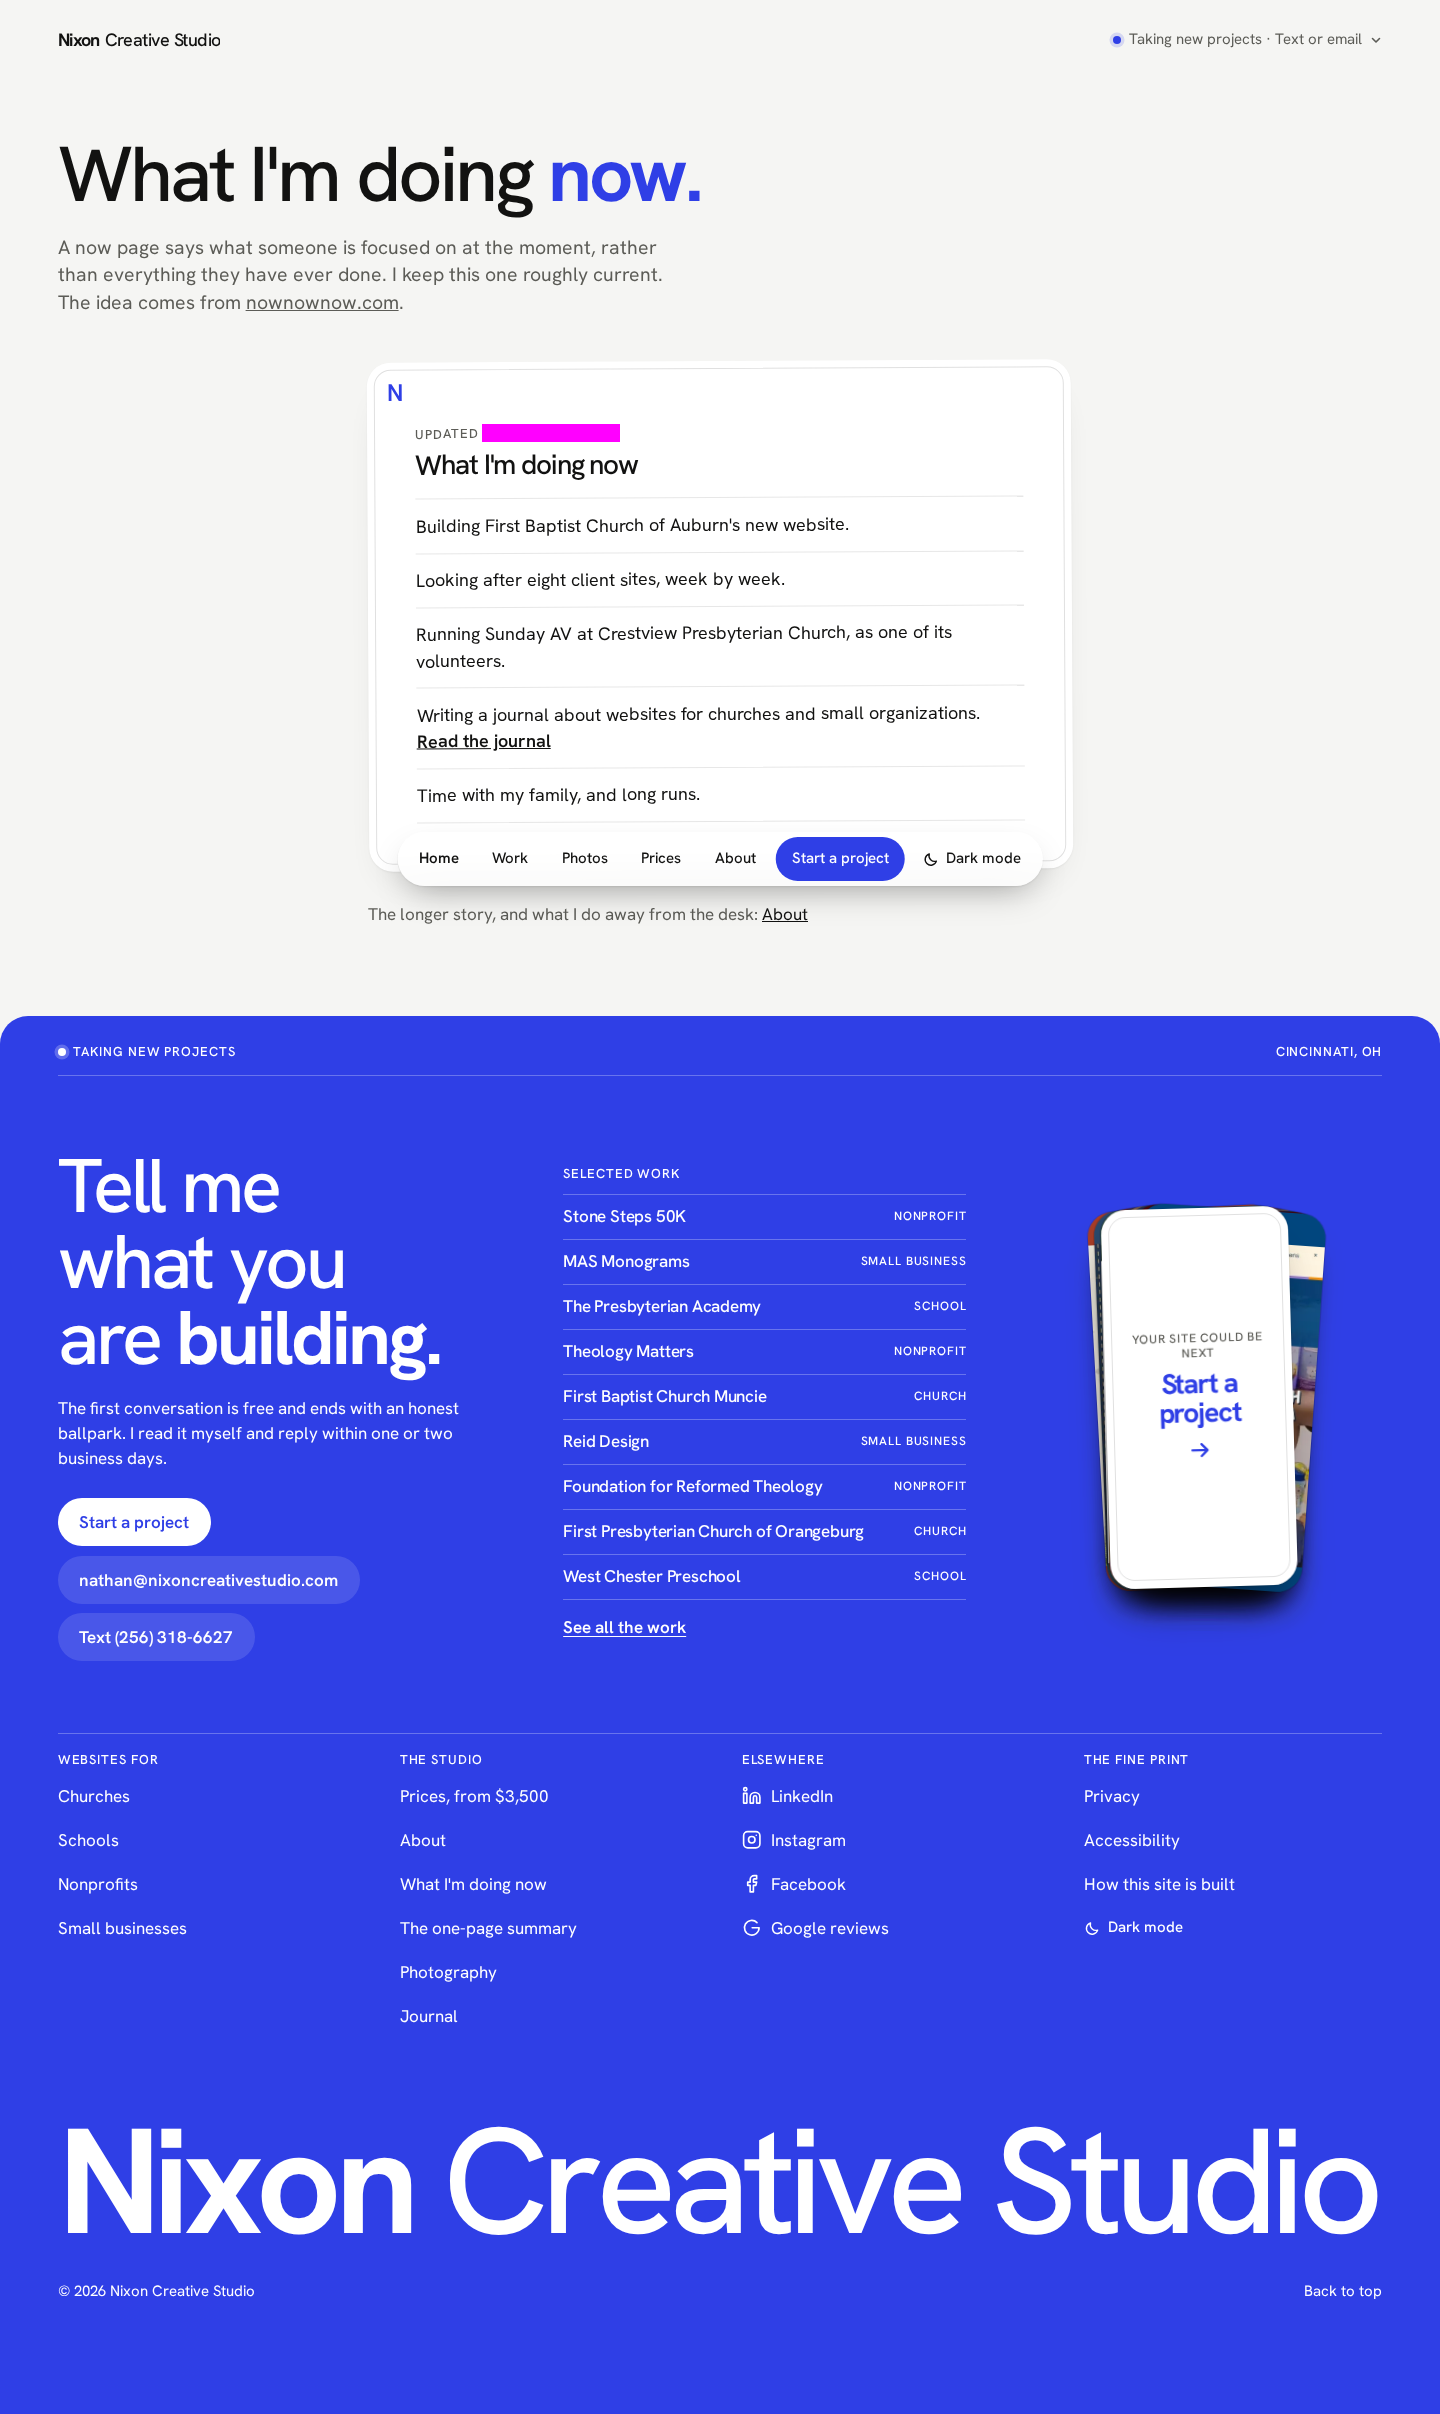 Nixon Creative Studio
Taking new projects · Text or email
What I'm doing now.
A now page says what someone is focused on at the moment, rather
than everything they have ever done. I keep this one roughly current.
The idea comes from nownownow.com.
N
UPDATED
What I'm doing now
Building First Baptist Church of Auburn's new website.
Looking after eight client sites, week by week.
Running Sunday AV at Crestview Presbyterian Church, as one of its
volunteers.
Writing a journal about websites for churches and small organizations.
Read the journal
Time with my family, and long runs.
Home
Work
Photos
Prices
About
Start a project
Dark mode
The longer story, and what I do away from the desk: About
TAKING NEW PROJECTS
CINCINNATI, OH
Tell me
what you
are building.
The first conversation is free and ends with an honest
ballpark. I read it myself and reply within one or two
business days.
Start a project
nathan@nixoncreativestudio.com
Text (256) 318-6627
SELECTED WORK
Stone Steps 50K NONPROFIT
MAS Monograms SMALL BUSINESS
The Presbyterian Academy SCHOOL
Theology Matters NONPROFIT
First Baptist Church Muncie CHURCH
Reid Design SMALL BUSINESS
Foundation for Reformed Theology NONPROFIT
First Presbyterian Church of Orangeburg CHURCH
West Chester Preschool SCHOOL
See all the work
YOUR SITE COULD BE
NEXT
Start a
project
WEBSITES FOR
Churches
Schools
Nonprofits
Small businesses
THE STUDIO
Prices, from $3,500
About
What I'm doing now
The one-page summary
Photography
Journal
ELSEWHERE
LinkedIn
Instagram
Facebook
Google reviews
THE FINE PRINT
Privacy
Accessibility
How this site is built
Dark mode
Nixon Creative Studio
© 2026 Nixon Creative Studio
Back to top